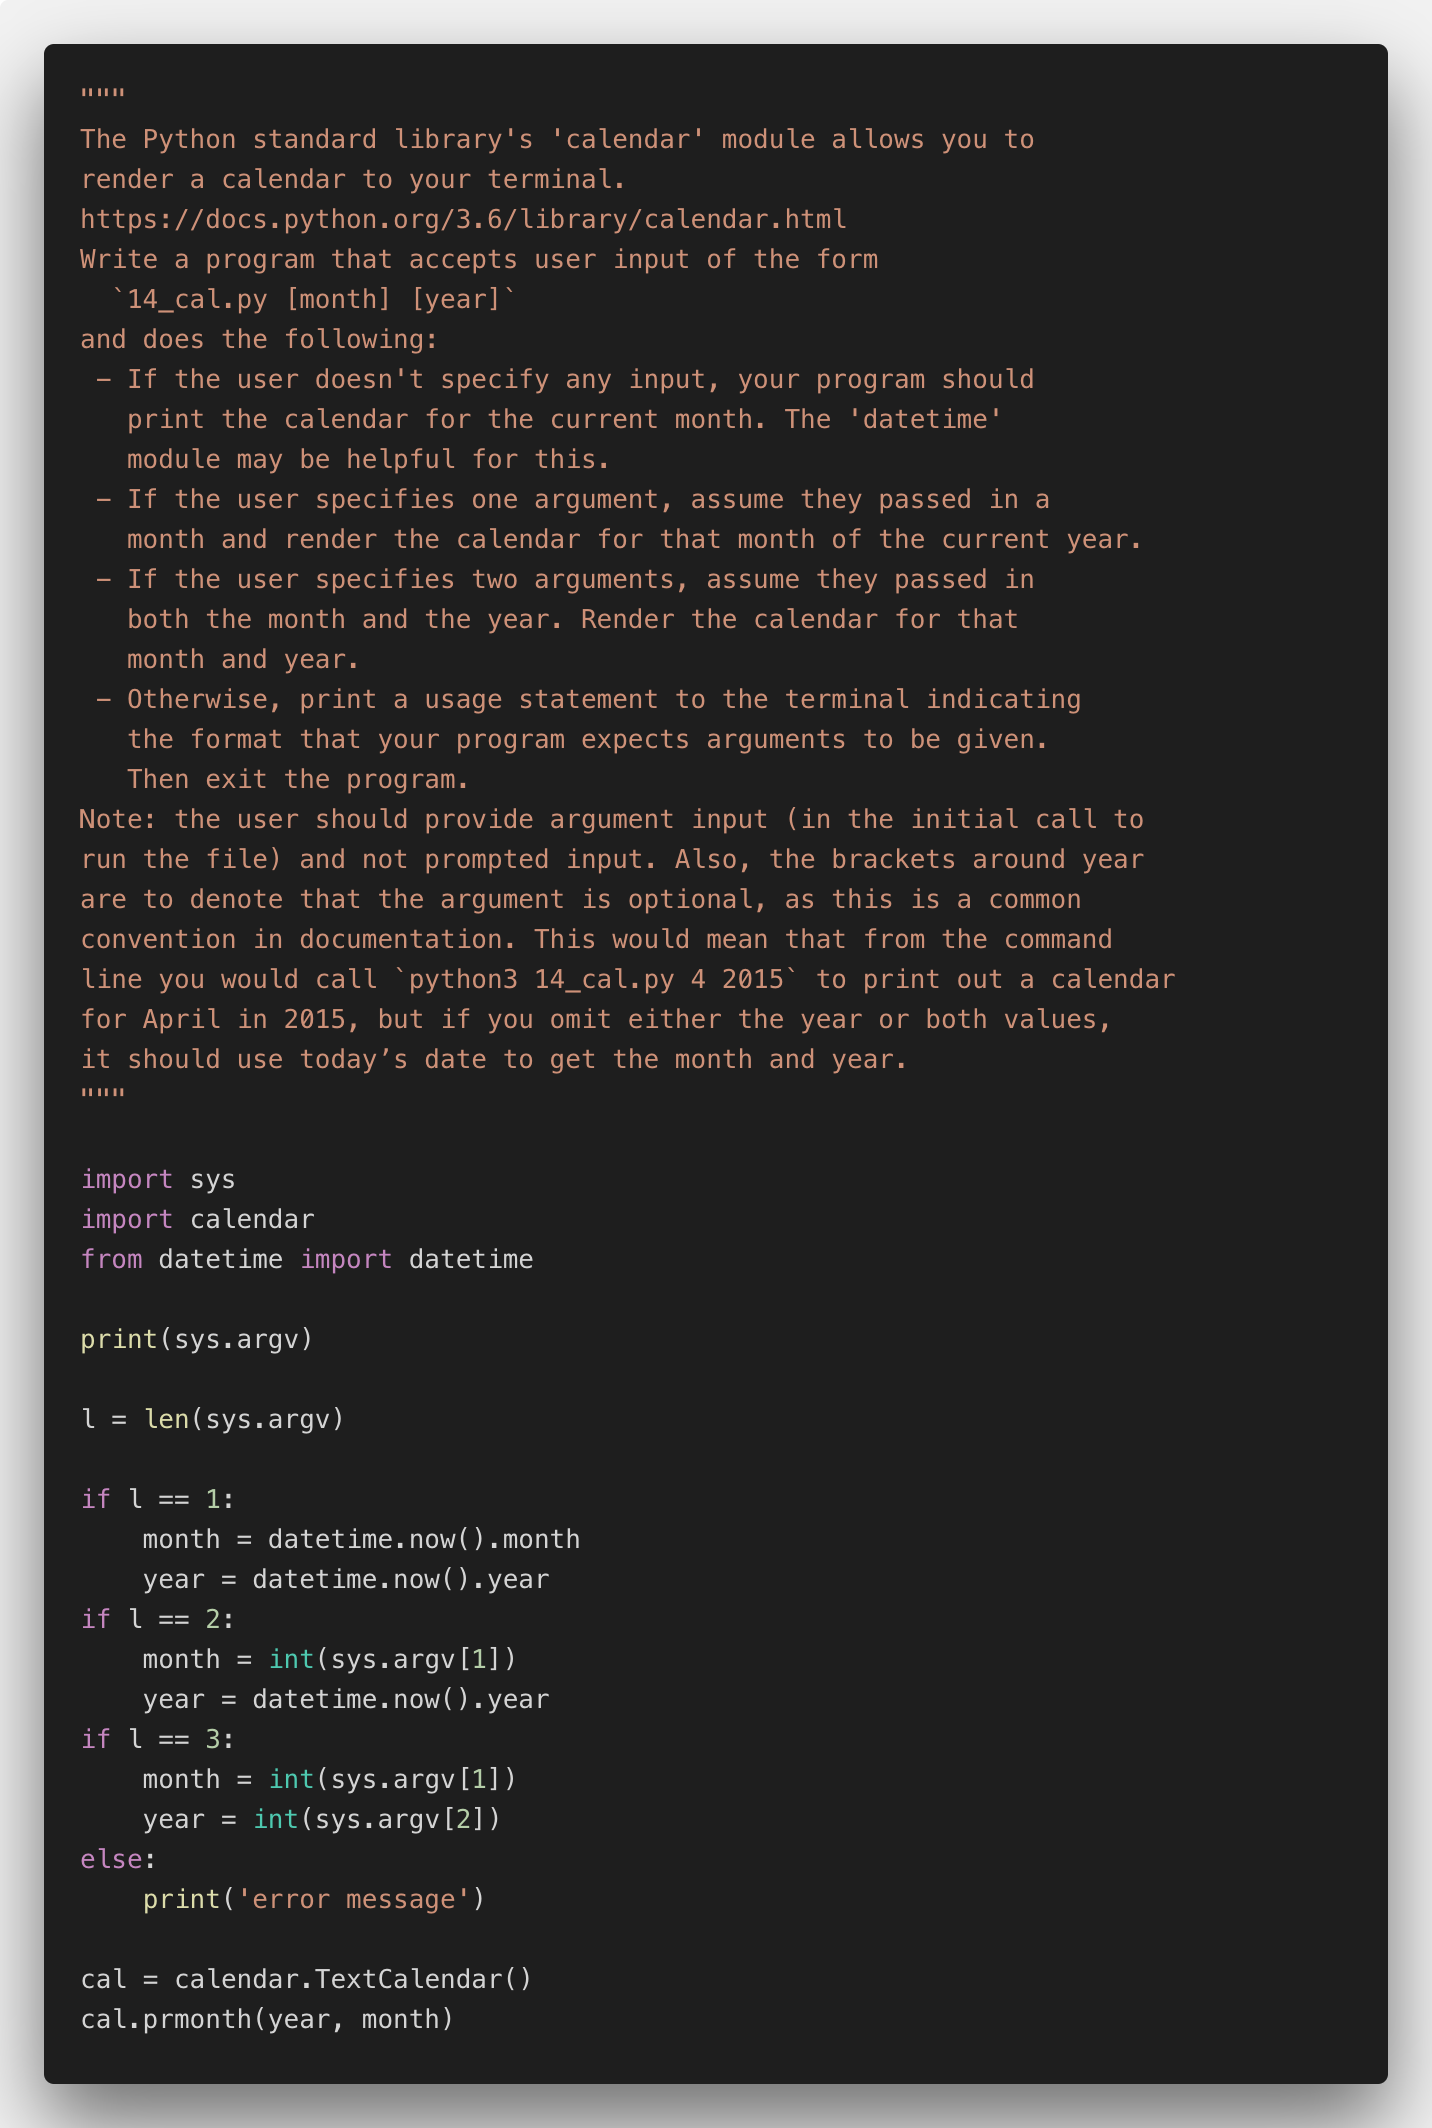 """
The Python standard library's 'calendar' module allows you to
render a calendar to your terminal.
https://docs.python.org/3.6/library/calendar.html
Write a program that accepts user input of the form
  `14_cal.py [month] [year]`
and does the following:
 - If the user doesn't specify any input, your program should
   print the calendar for the current month. The 'datetime'
   module may be helpful for this.
 - If the user specifies one argument, assume they passed in a
   month and render the calendar for that month of the current year.
 - If the user specifies two arguments, assume they passed in
   both the month and the year. Render the calendar for that
   month and year.
 - Otherwise, print a usage statement to the terminal indicating
   the format that your program expects arguments to be given.
   Then exit the program.
Note: the user should provide argument input (in the initial call to
run the file) and not prompted input. Also, the brackets around year
are to denote that the argument is optional, as this is a common
convention in documentation. This would mean that from the command
line you would call `python3 14_cal.py 4 2015` to print out a calendar
for April in 2015, but if you omit either the year or both values,
it should use today’s date to get the month and year.
"""

import sys
import calendar
from datetime import datetime

print(sys.argv)

l = len(sys.argv)

if l == 1:
    month = datetime.now().month
    year = datetime.now().year
if l == 2:
    month = int(sys.argv[1])
    year = datetime.now().year
if l == 3:
    month = int(sys.argv[1])
    year = int(sys.argv[2])
else:
    print('error message')

cal = calendar.TextCalendar()
cal.prmonth(year, month)